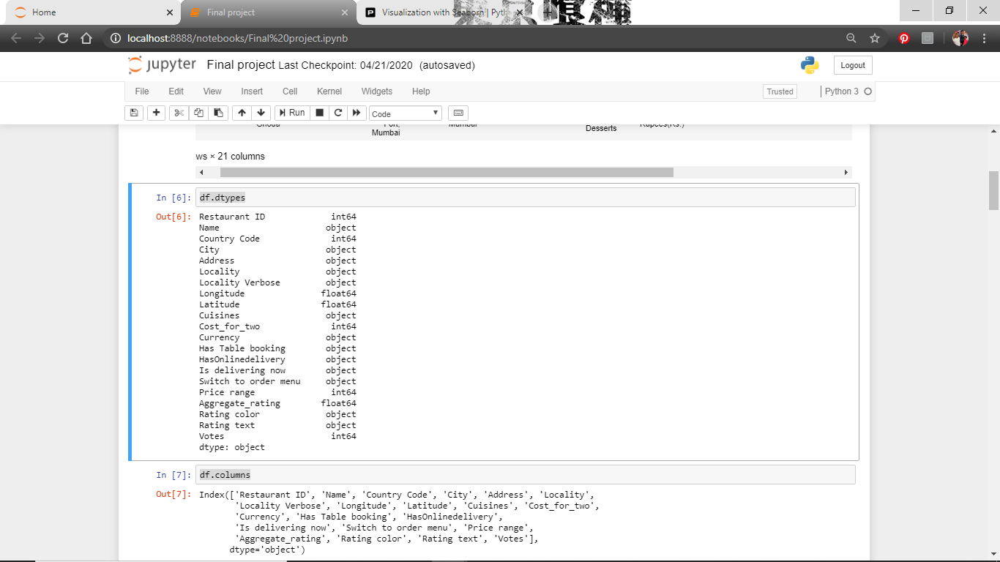 Home
Final project
Visualization with Seaborn | Pyth
localhost:8888/notebooks/Final%20project.ipynb
jupyter Final project Last Checkpoint: 04/21/2020 (autosaved)
Logout
File Edit View Insert Cell Kernel Widgets Help
Trusted
Python 3
Run
Code
Ghoda Fort, Mumbai Rupees(Rs.)
Mumbai Desserts
ws × 21 columns
In [6]: df.dtypes
Out[6]: Restaurant ID int64
Name object
Country Code int64
City object
Address object
Locality object
Locality Verbose object
Longitude float64
Latitude float64
Cuisines object
Cost_for_two int64
Currency object
Has Table booking object
HasOnlinedelivery object
Is delivering now object
Switch to order menu object
Price range int64
Aggregate_rating float64
Rating color object
Rating text object
Votes int64
dtype: object
In [7]: df.columns
Out[7]: Index(['Restaurant ID', 'Name', 'Country Code', 'City', 'Address', 'Locality',
'Locality Verbose', 'Longitude', 'Latitude', 'Cuisines', 'Cost_for_two',
'Currency', 'Has Table booking', 'HasOnlinedelivery',
'Is delivering now', 'Switch to order menu', 'Price range',
'Aggregate_rating', 'Rating color', 'Rating text', 'Votes'],
dtype='object')